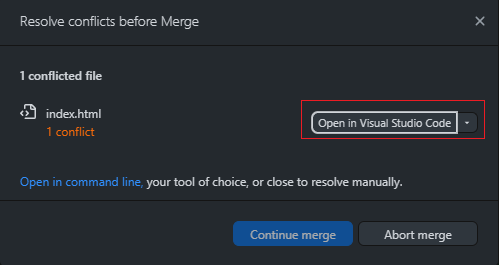 Resolve conflicts before Merge
1 conflicted file
index.html
1 conflict
Open in Visual Studio Code
Open in command line, your tool of choice, or close to resolve manually.
Continue merge
Abort merge